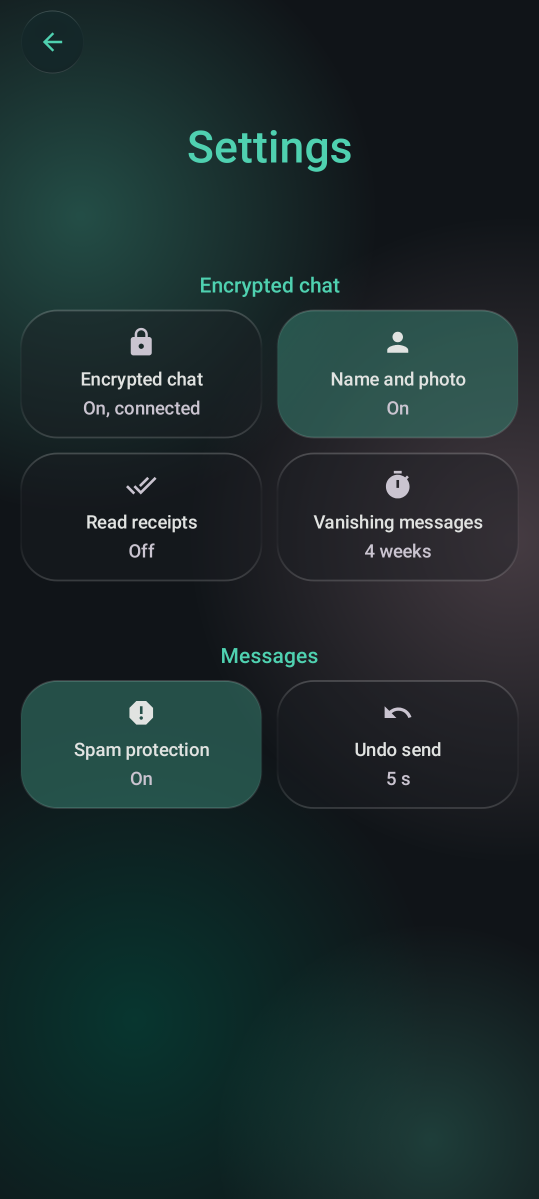 Settings
Encrypted chat
Encrypted chat
On, connected
Name and photo
On
Read receipts
Off
Vanishing messages
4 weeks
Messages
Spam protection
On
Undo send
5 s